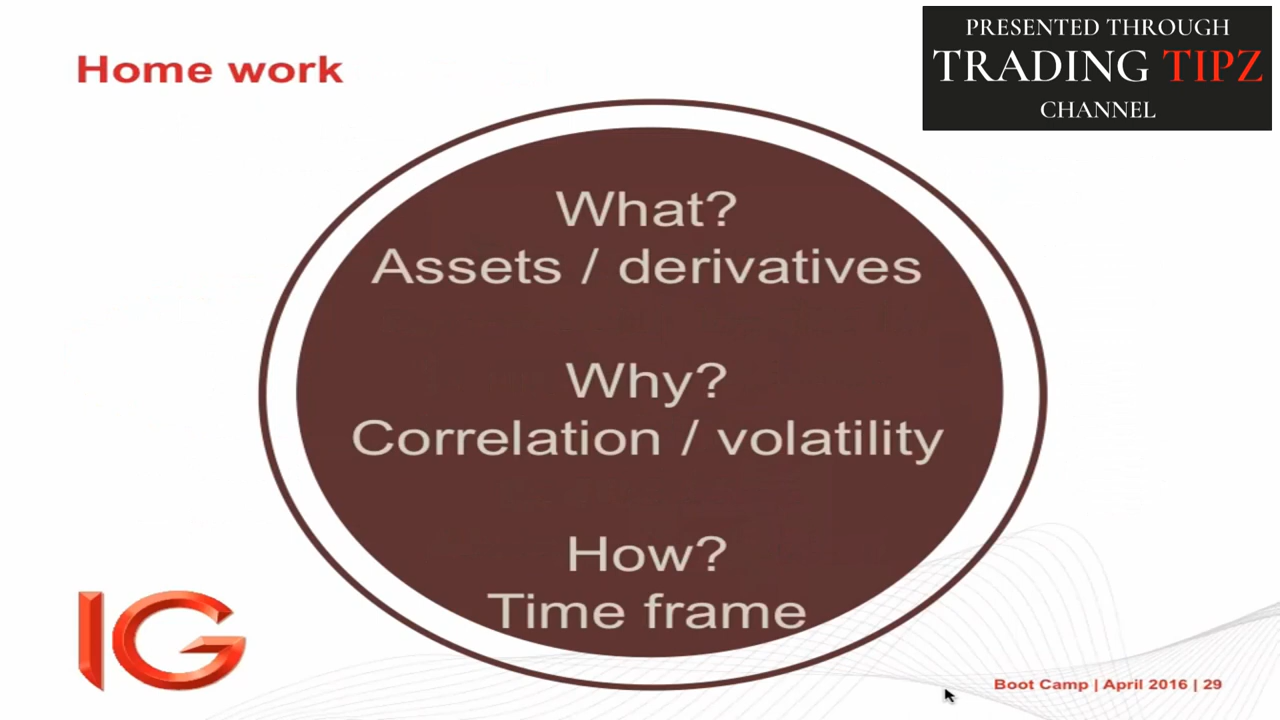 Home work
PRESENTED THROUGH
TRADING TIPZ
CHANNEL
What?
Assets / derivatives
Why?
Correlation / volatility
How?
Time frame
IG
Boot Camp | April 2016 | 29